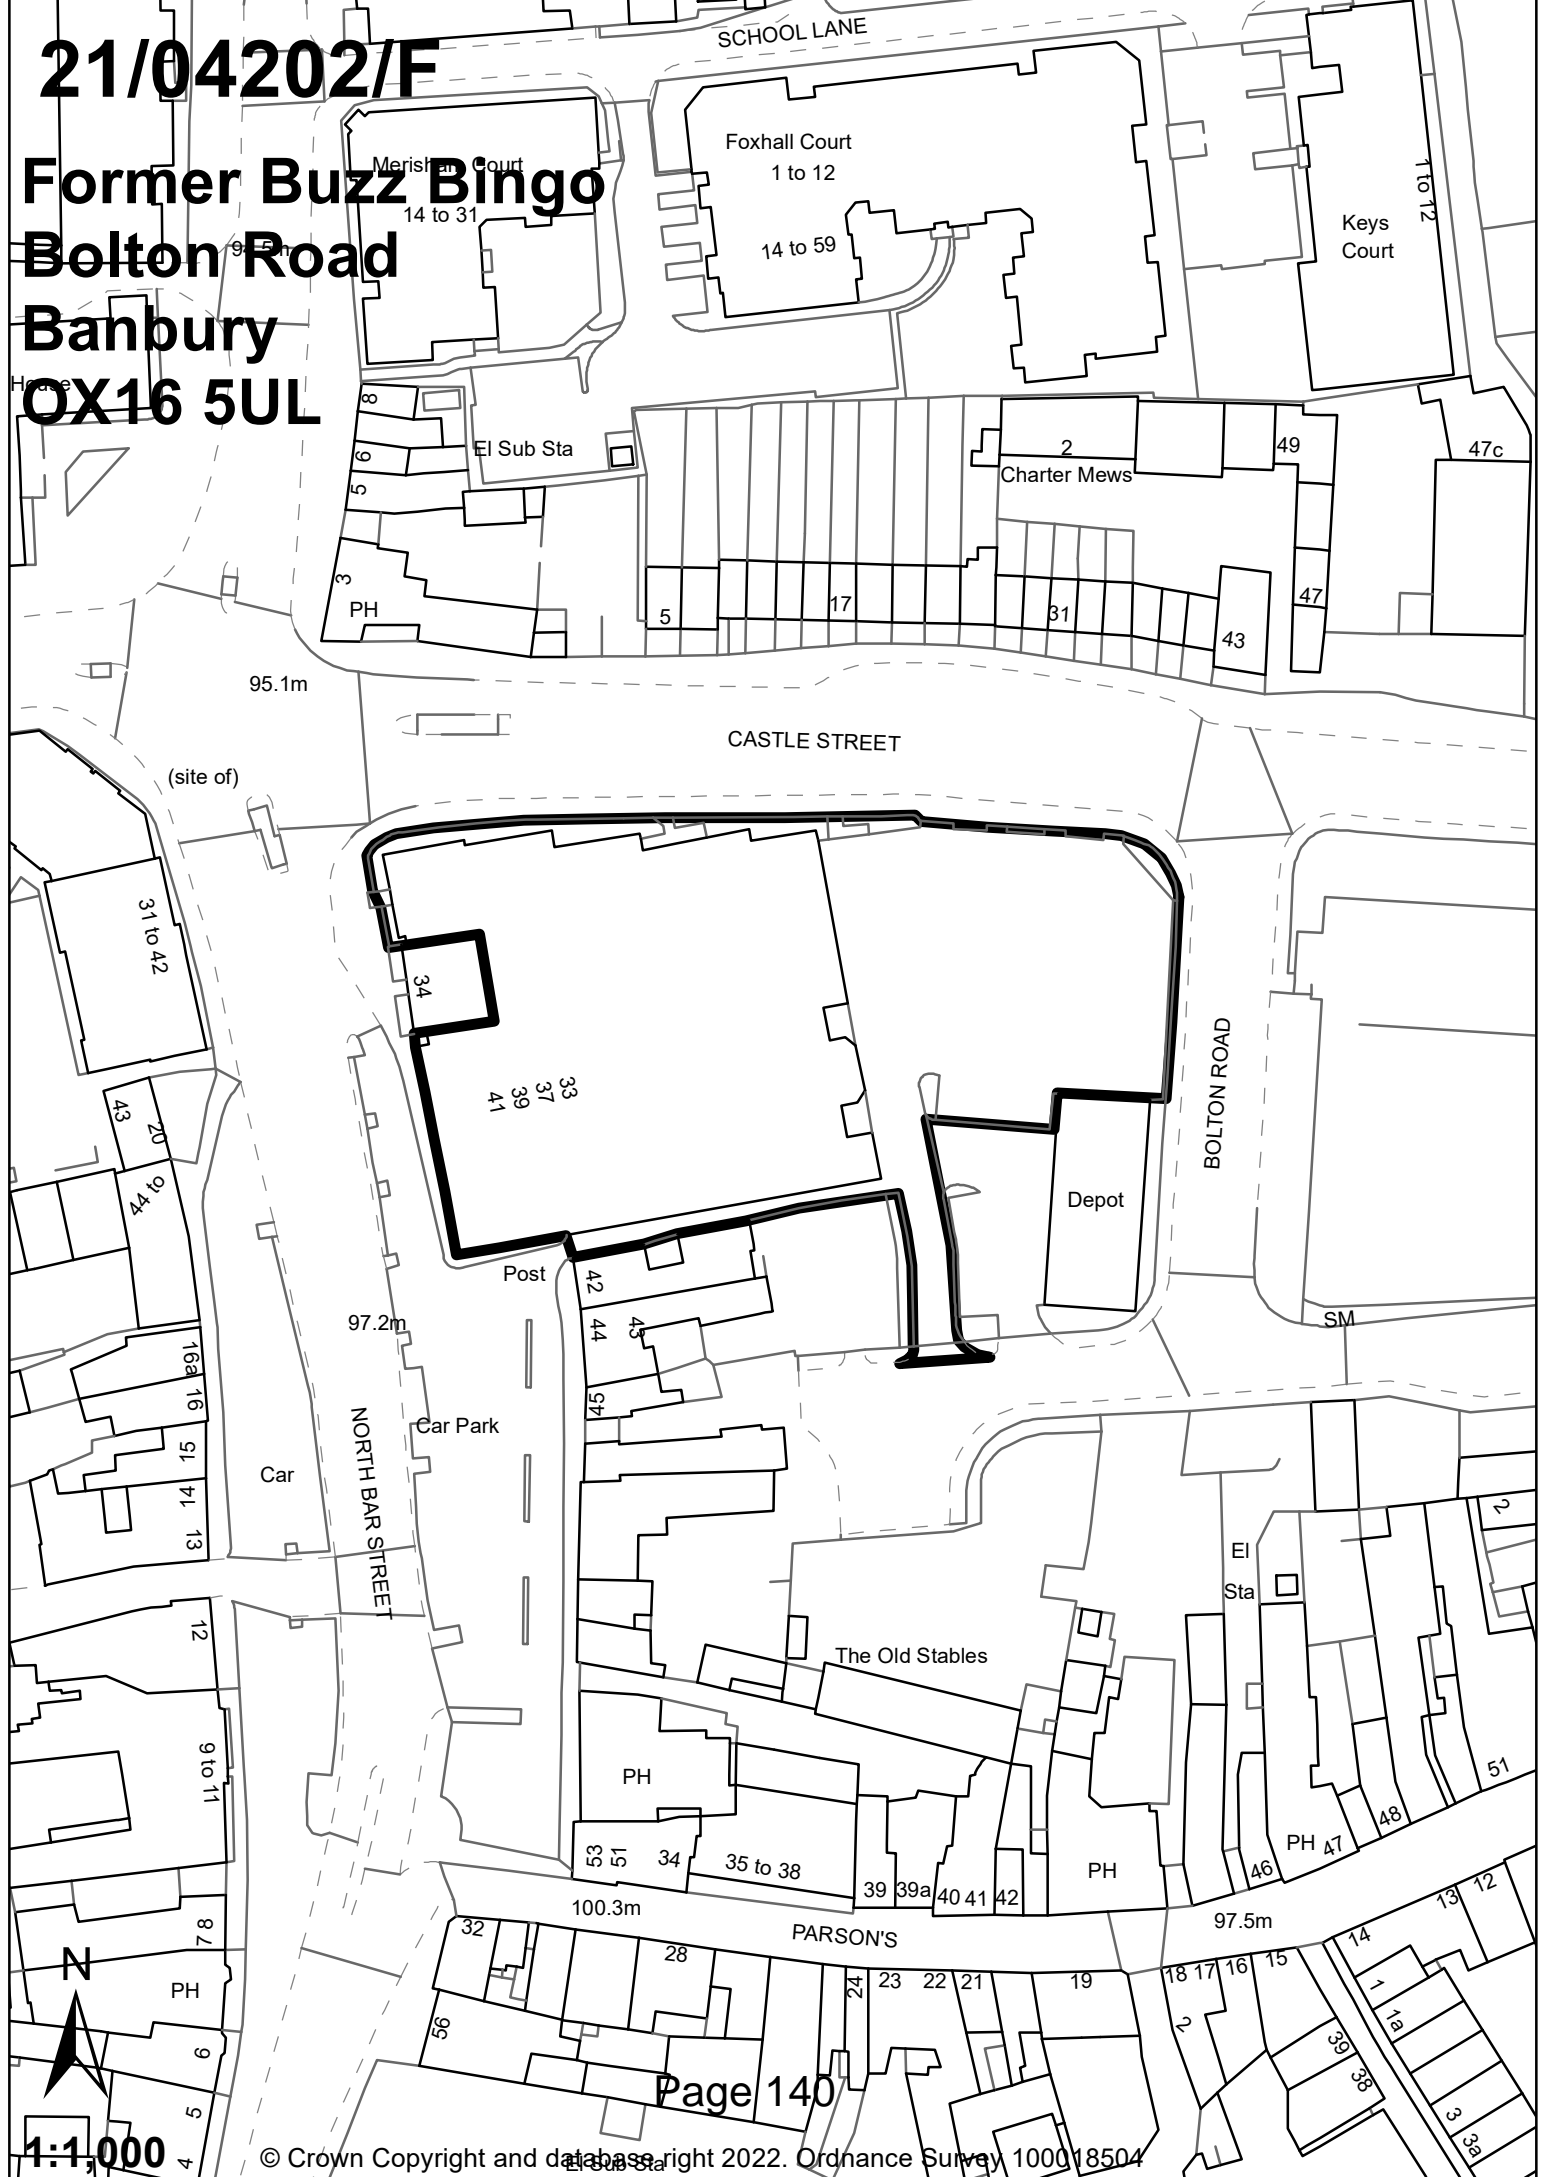 SCHOOL LANE
21/04202/F
Former Buzz Bingo
Bolton Road
Banbury
OX16 5UL
Foxhall Court
1 to 12
14 to 59
Court
14 to 31
1 to 12
Keys
Court
House
8
6
5
El Sub Sta
2
Charter Mews
49
47c
3
PH
5
17
31
47
43
95.1m
CASTLE STREET
(site of)
31 to 42
34
41
39
37
33
BOLTON ROAD
43
20
44 to
Depot
Post
42
97.2m
44
43
SM
16a
16
45
Car Park
NORTH BAR STREET
15
Car
14
13
2
El
Sta
12
The Old Stables
9 to 11
PH
51
48
47
PH
46
53
51
34
35 to 38
39
39a
40
41
42
PH
100.3m
PARSON'S
97.5m
12
13
14
7 8
32
28
24
23
22
21
19
18
17
16
15
N
PH
1
1a
2
56
6
39
38
Page 140
5
3
3a
4
1:1,000
© Crown Copyright and database right 2022. Ordnance Survey 100018504
El Sub Sta